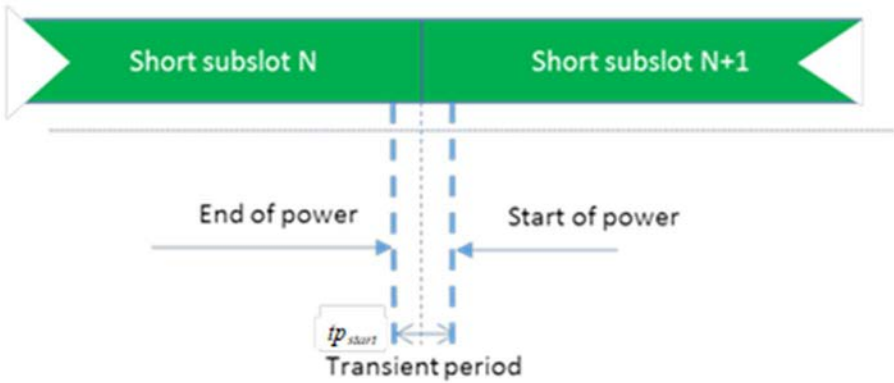 Short subslot N
Short subslot N+1
End of power
Start of power
tp start
Transient period